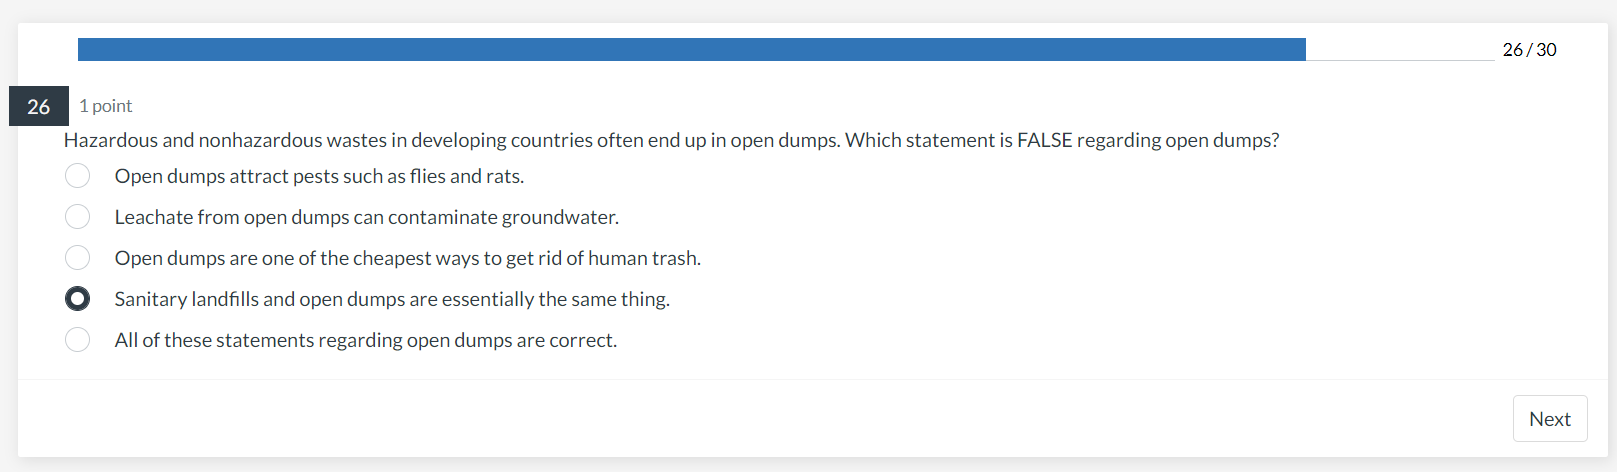 26 / 30
26 1 point
Hazardous and nonhazardous wastes in developing countries often end up in open dumps. Which statement is FALSE regarding open dumps?
Open dumps attract pests such as flies and rats.
Leachate from open dumps can contaminate groundwater.
Open dumps are one of the cheapest ways to get rid of human trash.
Sanitary landfills and open dumps are essentially the same thing.
All of these statements regarding open dumps are correct.
Next